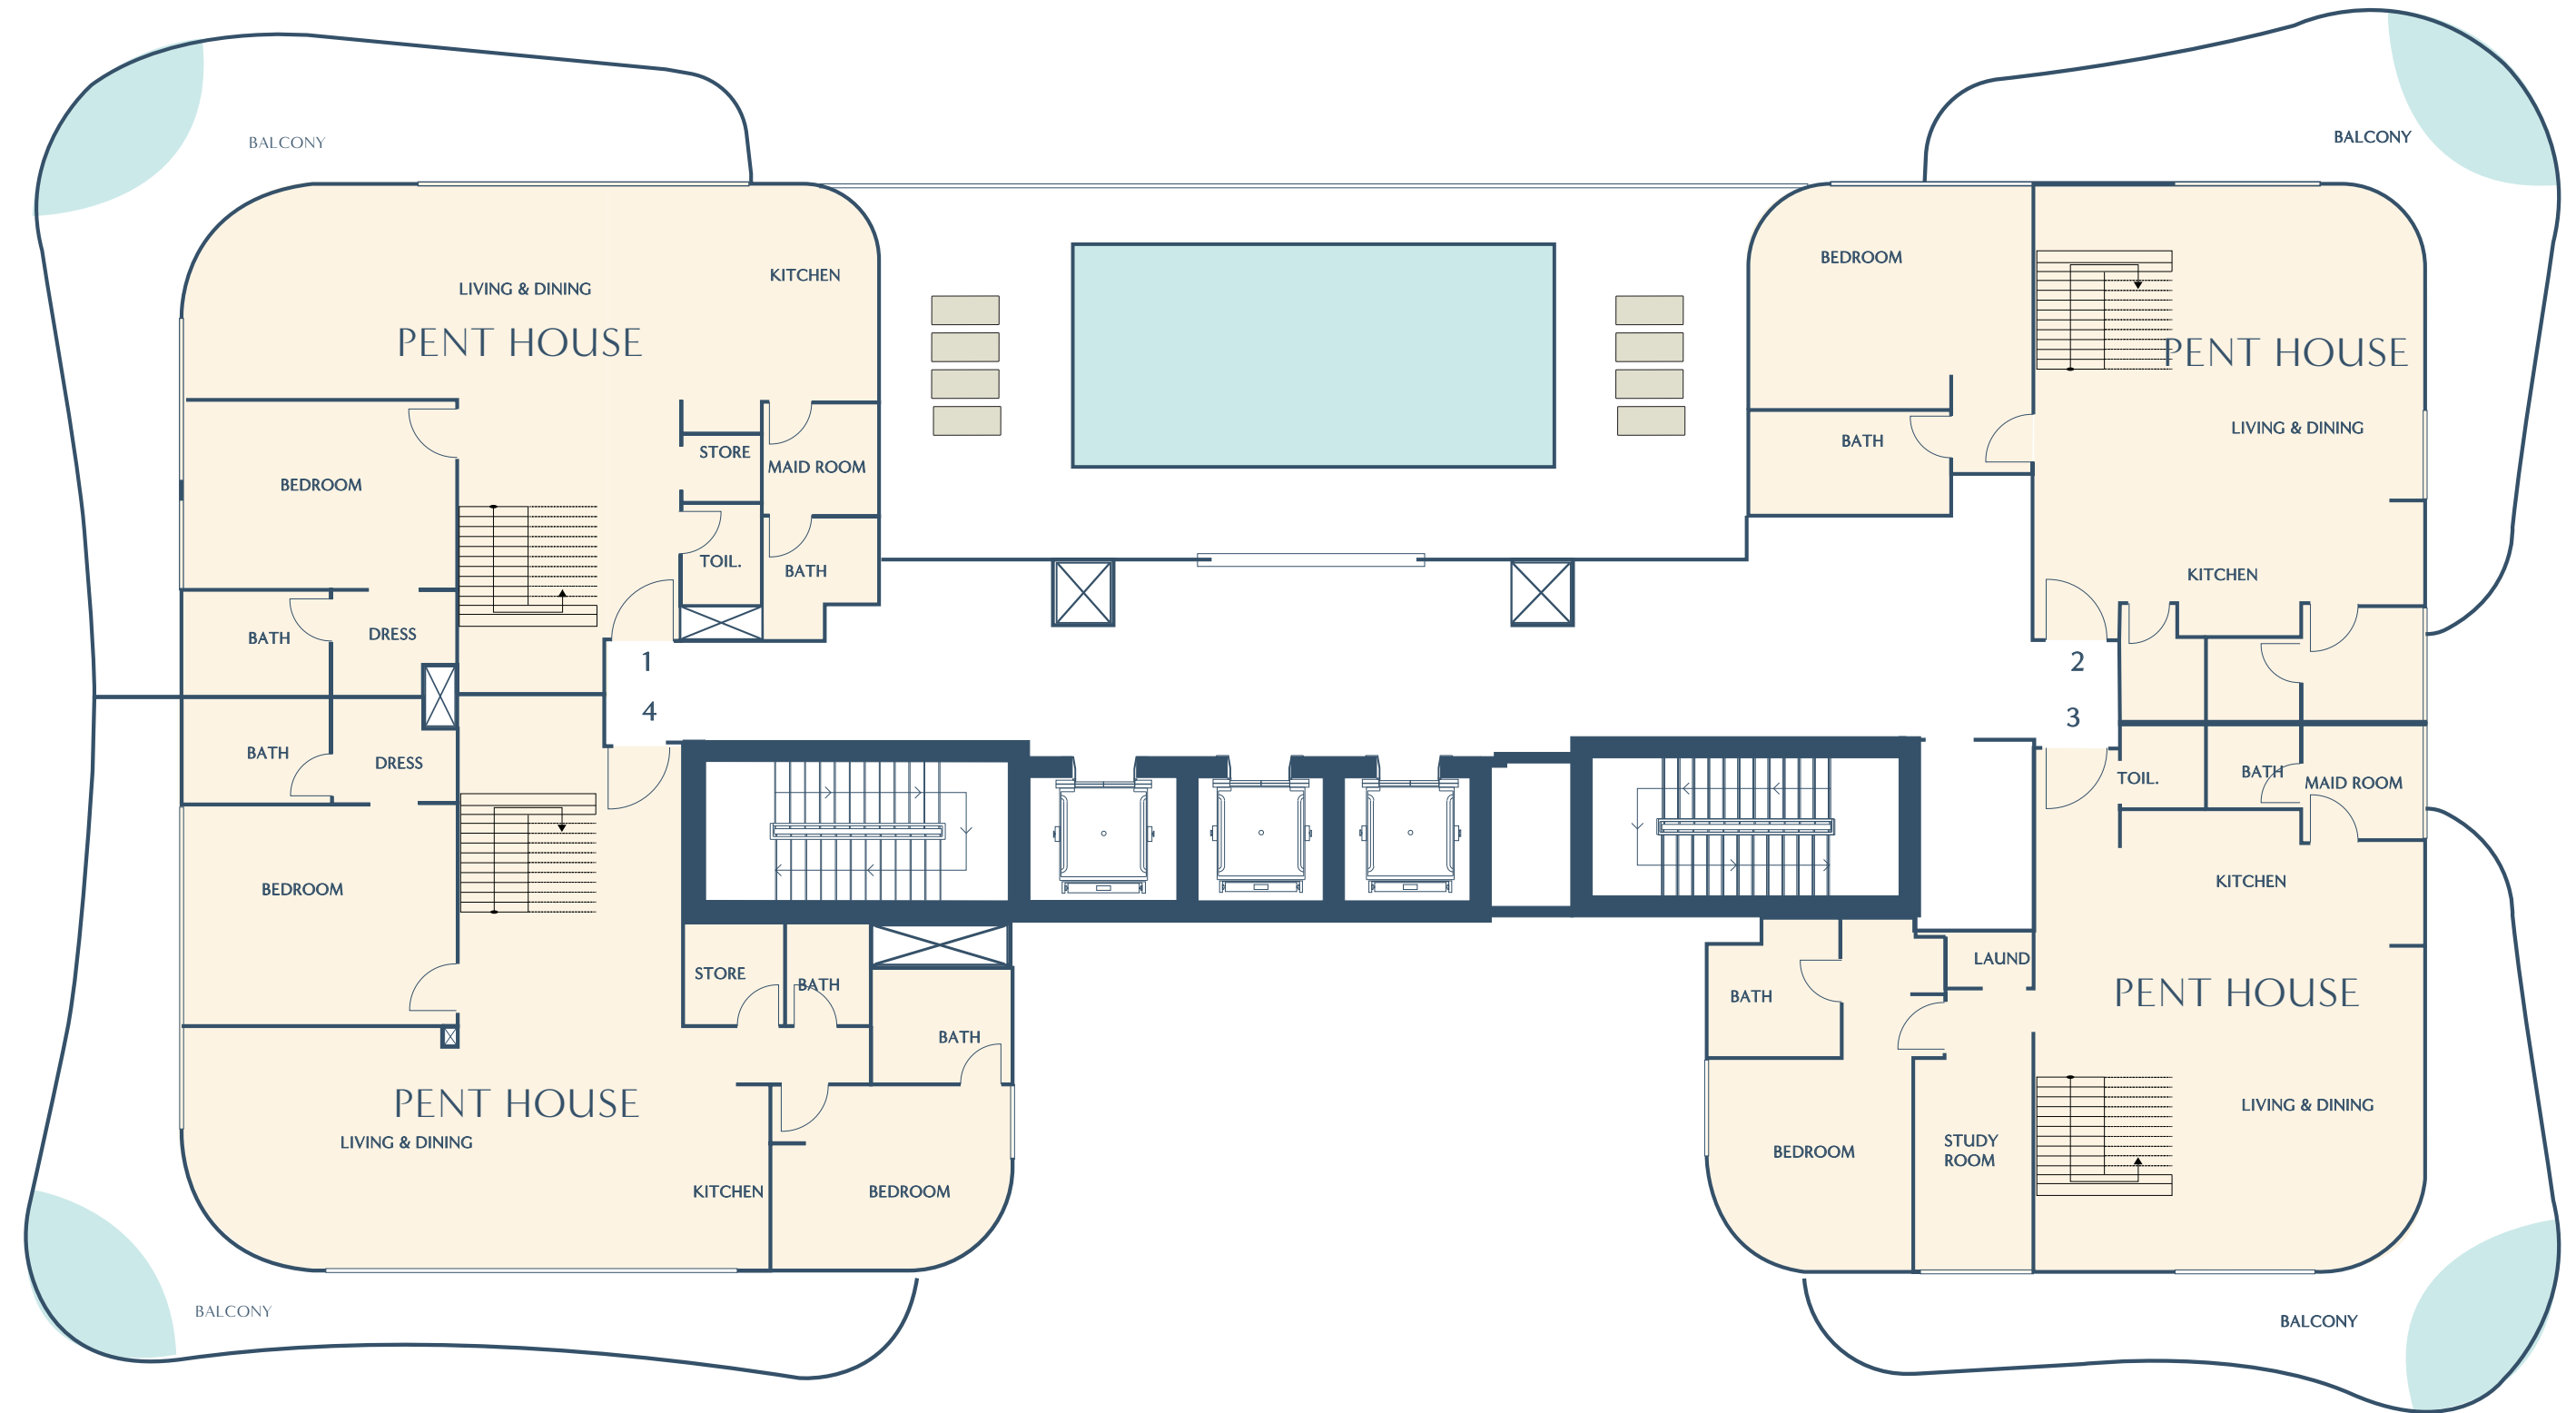 BALCONY
BALCONY
BEDROOM
KITCHEN
LIVING & DINING
PENT HOUSE
PENT HOUSE
LIVING & DINING
BATH
STORE
MAID ROOM
BEDROOM
TOIL.
BATH
KITCHEN
BATH
DRESS
1
2
4
3
BATH
DRESS
TOIL.
BATH
MAID ROOM
BEDROOM
KITCHEN
LAUND
STORE
BATH
BATH
PENT HOUSE
BATH
PENT HOUSE
LIVING & DINING
LIVING & DINING
STUDY
ROOM
BEDROOM
KITCHEN
BEDROOM
BALCONY
BALCONY